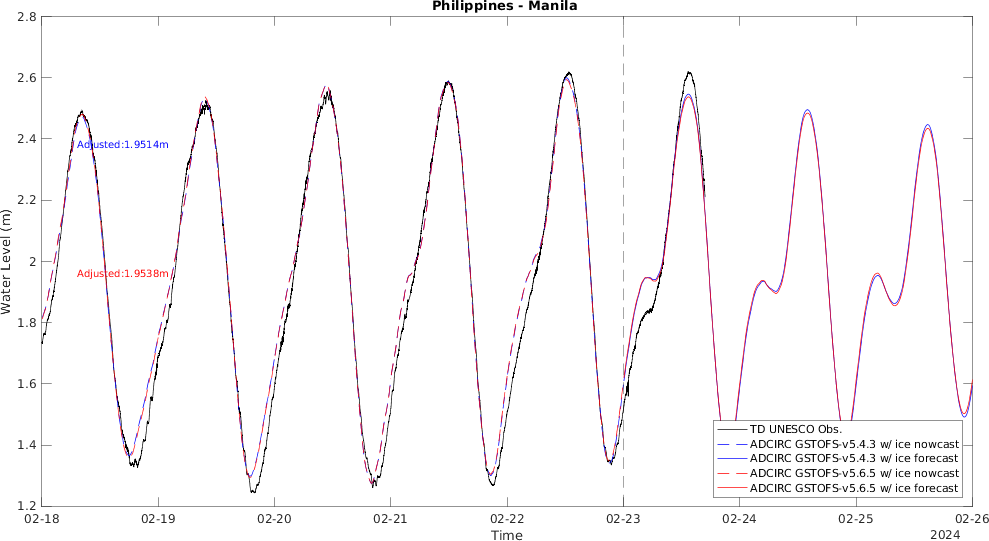 Philippines - Manila
Water Level (m)
2.8
2.6
2.4
2.2
2
1.8
1.6
1.4
1.2
Adjusted:1.9514m
Adjusted:1.9538m
TD UNESCO Obs.
ADCIRC GSTOFS-v5.4.3 w/ ice nowcast
ADCIRC GSTOFS-v5.4.3 w/ ice forecast
ADCIRC GSTOFS-v5.6.5 w/ ice nowcast
ADCIRC GSTOFS-v5.6.5 w/ ice forecast
02-18 02-19 02-20 02-21 02-22 02-23 02-24 02-25 02-26
Time
2024